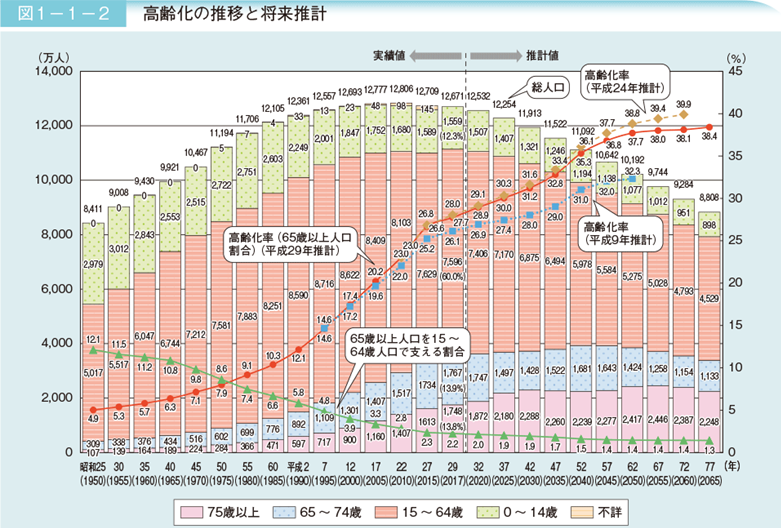 図1−1−2 高齢化の推移と将来推計
実績値 推計値
(万人) (%)
14,000 12,000 10,000 8,000 6,000 4,000 2,000 0
45 40 35 30 25 20 15 10 5 0
総人口
高齢化率
(平成24年推計)
高齢化率(65歳以上人口
割合)(平成29年推計)
高齢化率
(平成9年推計)
65歳以上人口を15~
64歳人口で支える割合
8,411 9,008 9,430 9,921 10,467 11,194 11,706 12,105 12,361 12,557 12,693 12,777 12,806 12,709 12,671 12,532 12,254 11,913 11,522 11,092 10,642 10,192 9,744 9,284 8,808
0 0 0 0 0 5 7 4 33 13 23 48 98 145
2,979 3,012 2,843 2,553 2,515 2,722 2,751 2,603 2,249 2,001 1,847 1,752 1,680 1,589 1,559 (12.3%) 1,507 1,407 1,321 1,246 1,194 1,138 1,077 1,012 951 898
5,017 5,517 6,047 6,744 7,212 7,581 7,883 8,251 8,590 8,716 8,622 8,409 8,103 7,629 7,596 (60.0%) 7,406 7,170 6,875 6,494 5,978 5,584 5,275 5,028 4,793 4,529
309 338 376 434 516 602 699 776 892 1,109 1,301 1,407 1,517 1734 1,767 (13.9%) 1,747 1,497 1,428 1,522 1,681 1,643 1,424 1,258 1,154 1,133
107 139 164 189 224 284 366 471 597 717 900 1,160 1,407 1613 1,748 (13.8%) 1,872 2,180 2,288 2,260 2,239 2,277 2,417 2,446 2,387 2,248
4.9 5.3 5.7 6.3 7.1 7.9 9.1 10.3 12.1 14.6 17.4 20.2 23.0 26.6 27.7 28.9 30.0 31.2 32.8 35.3 36.8 37.7 38.0 38.1 38.4
23.0 26.8 28.0 29.1 30.3 31.6 33.4 36.1 37.7 38.8 39.4 39.9
14.6 17.2 19.6 22.0 25.2 26.1 26.9 27.4 28.0 29.0 31.0 32.0 32.3
12.1 11.5 11.2 10.8 9.8 8.6 7.4 6.6 5.8 4.8 3.9 3.3 2.8 2.3 2.2 2.0 1.9 1.9 1.7 1.5 1.4 1.4 1.4 1.4 1.3
昭和25 30 35 40 45 50 55 60 平成2 7 12 17 22 27 29 32 37 42 47 52 57 62 67 72 77 (年)
(1950) (1955) (1960) (1965) (1970) (1975) (1980) (1985) (1990) (1995) (2000) (2005) (2010) (2015) (2017) (2020) (2025) (2030) (2035) (2040) (2045) (2050) (2055) (2060) (2065)
75歳以上 65~74歳 15~64歳 0~14歳 不詳